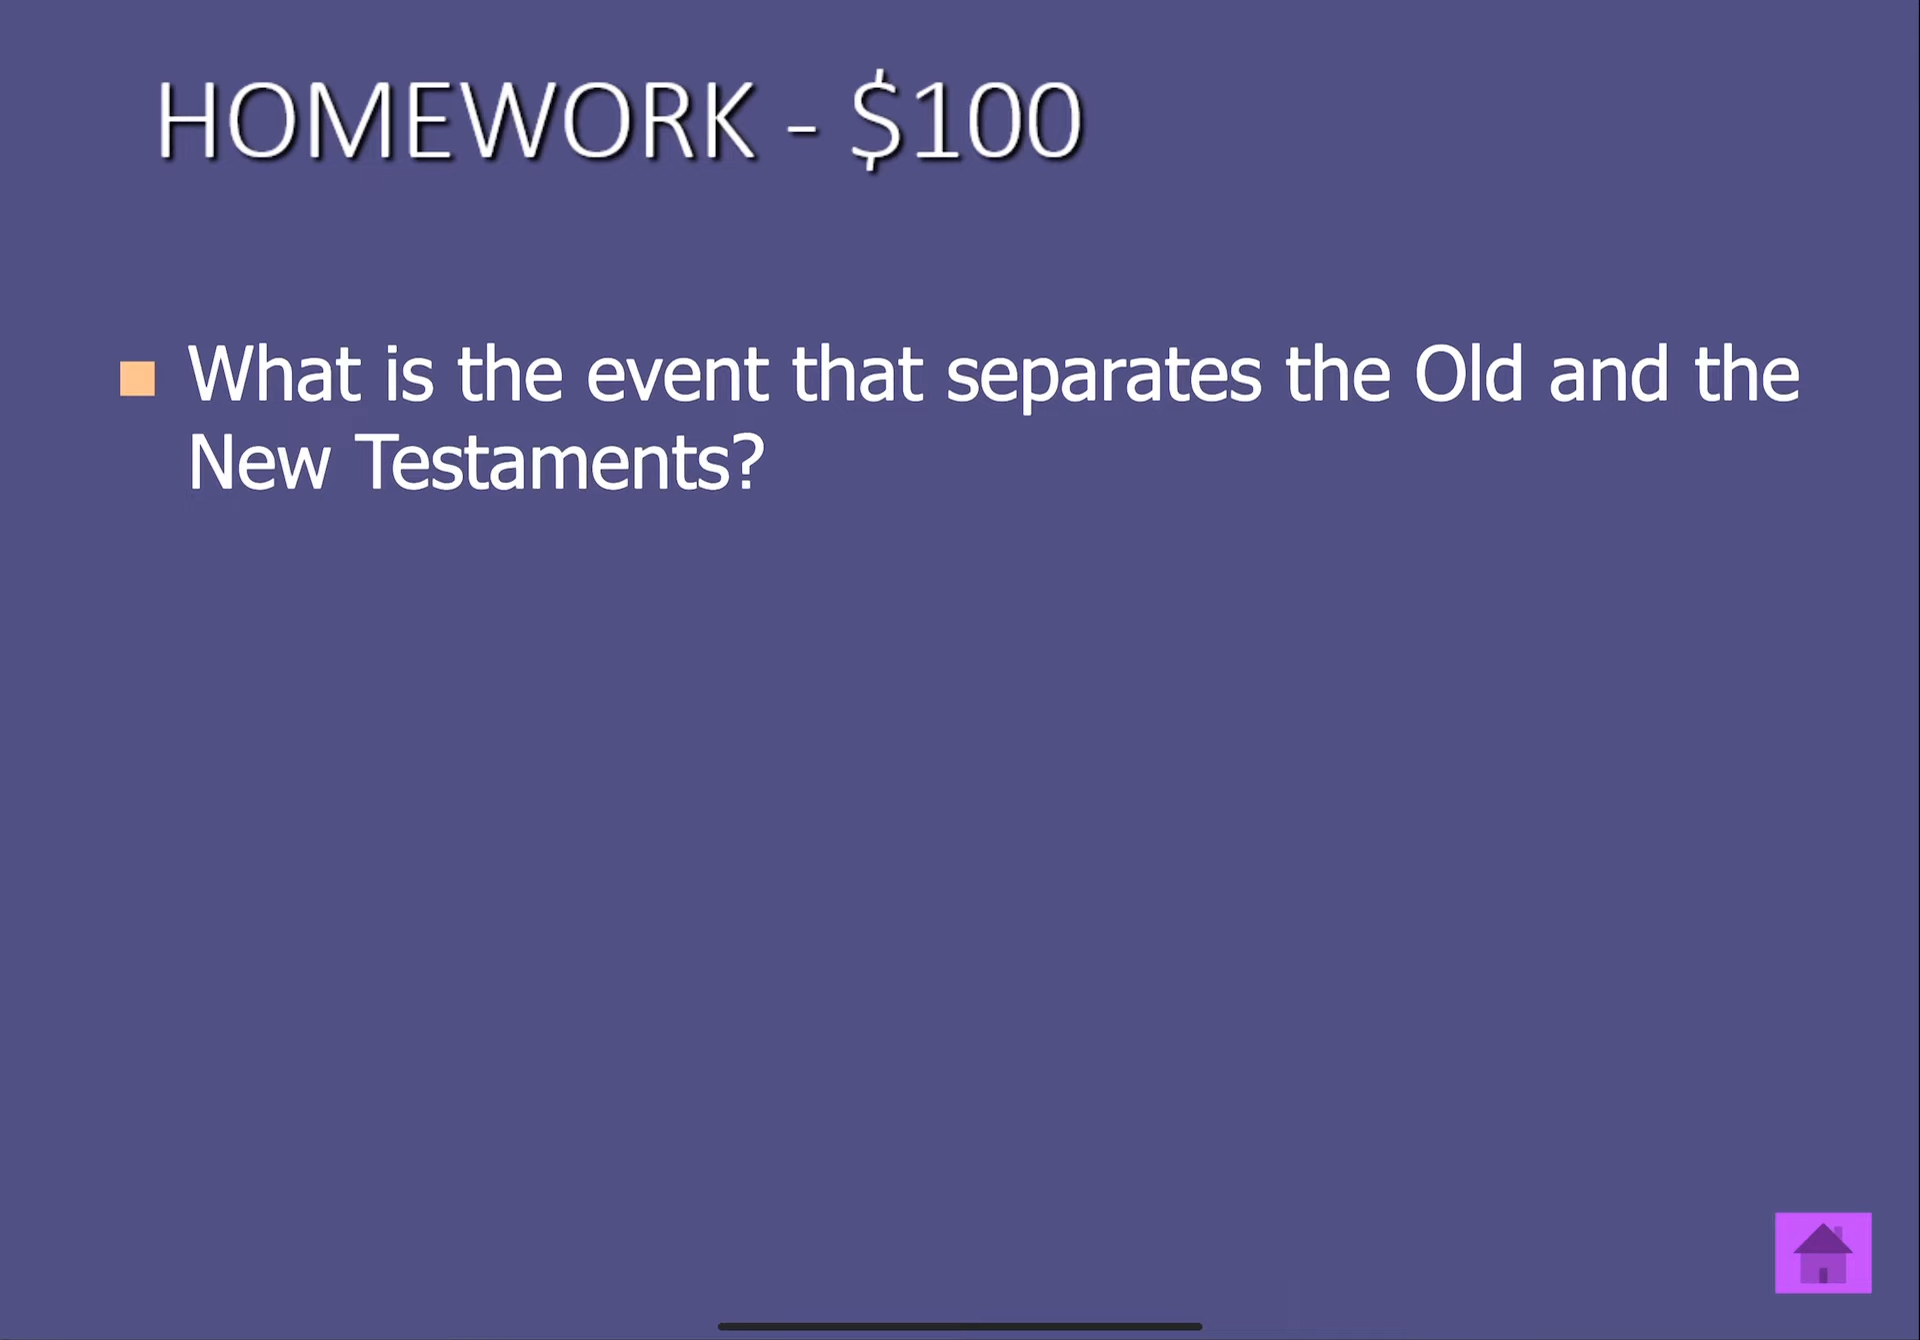 HOMEWORK - $100
What is the event that separates the Old and the
New Testaments?